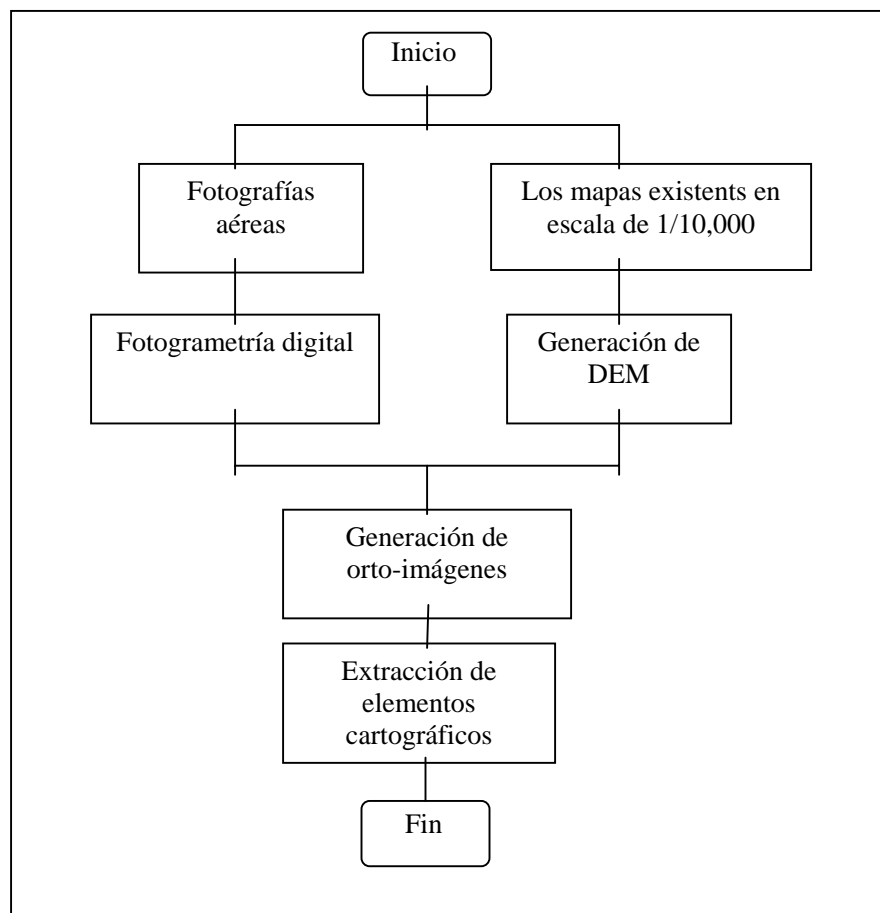 Inicio
Fotografías
aéreas
Los mapas existents en
escala de 1/10,000
Fotogrametría digital
Generación de
DEM
Generación de
orto-imágenes
Extracción de
elementos
cartográficos
Fin